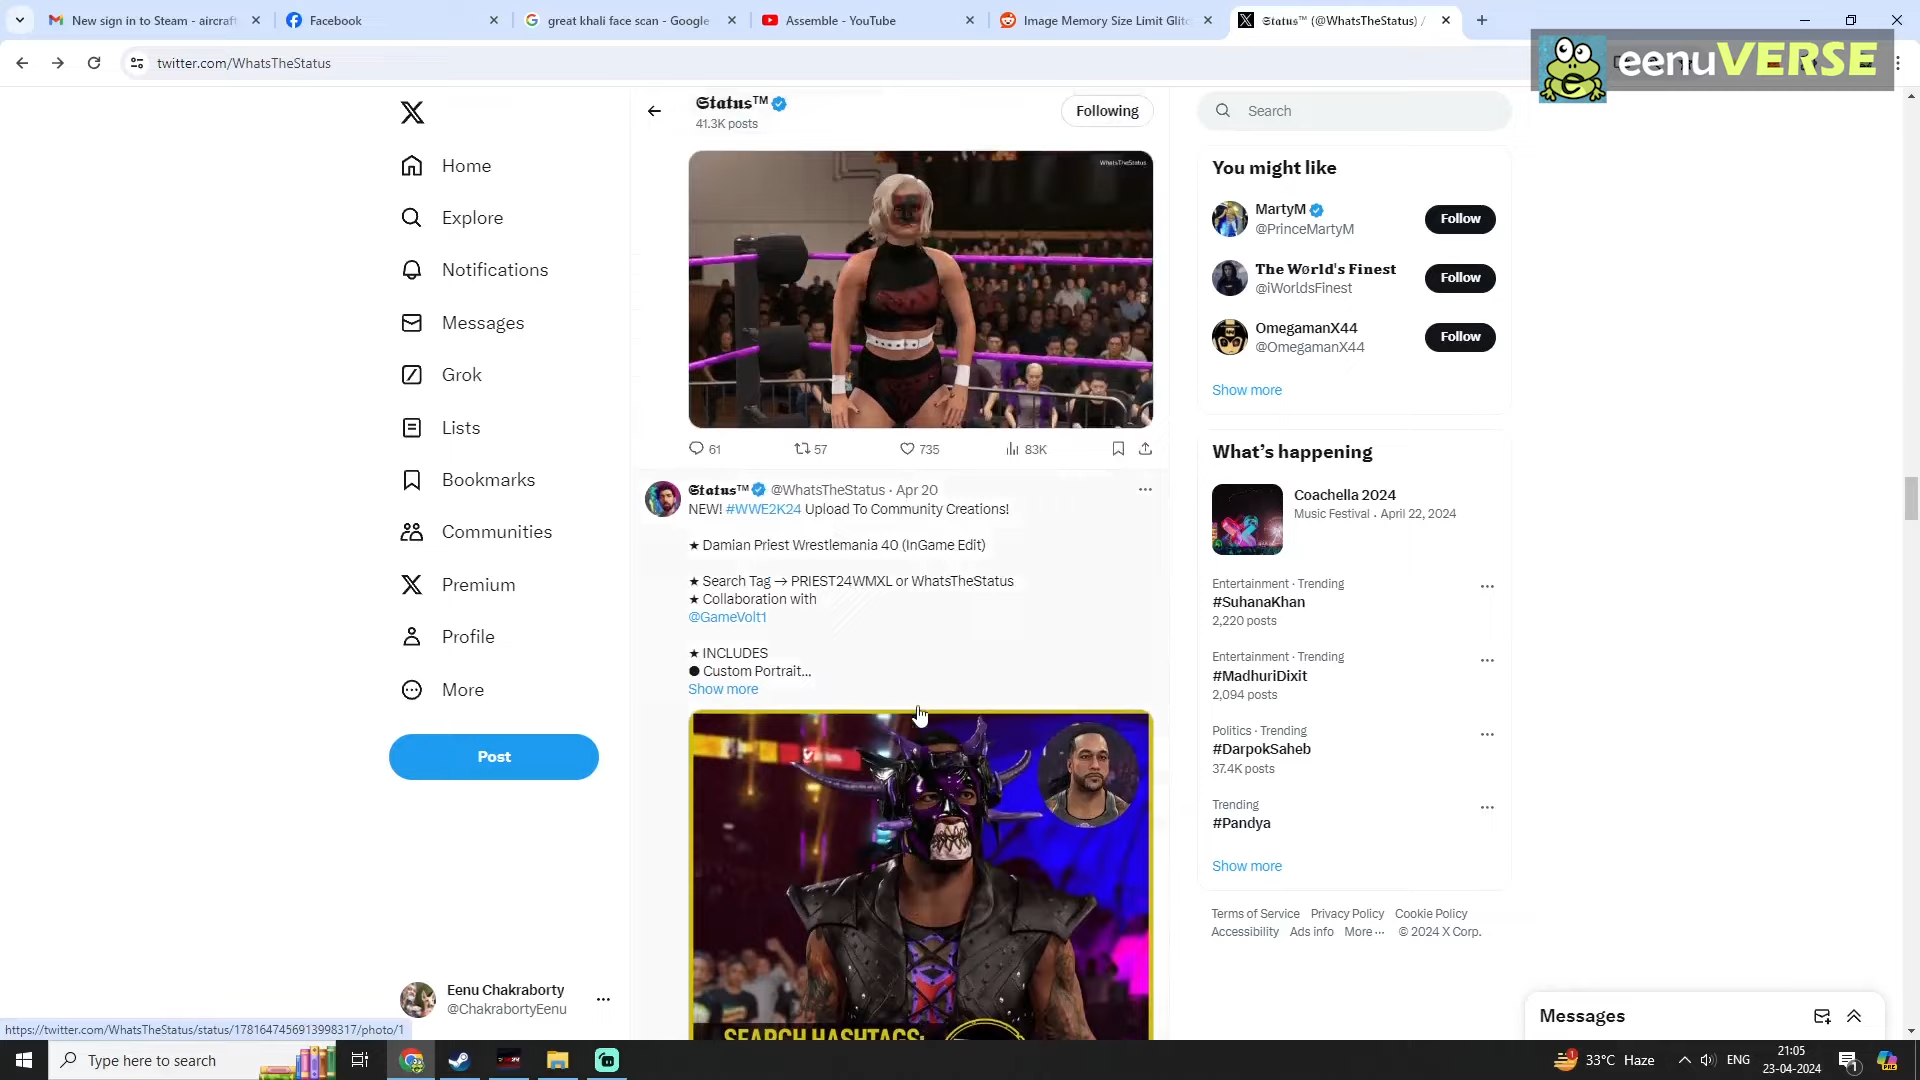 New sign in to Steam - aircraft
Facebook
great khali face scan - Google
Assemble - YouTube
Image Memory Size Limit Glitc
𝕾𝖙𝖆𝖙𝖚𝖘™ (@WhatsTheStatus) /
twitter.com/WhatsTheStatus
eenuVERSE
𝕾𝖙𝖆𝖙𝖚𝖘™
41.3K posts
Following
Search
Home
Explore
Notifications
Messages
Grok
Lists
Bookmarks
Communities
Premium
Profile
More
Post
Eenu Chakraborty
@ChakrabortyEenu
WhatsTheStatus
61
57
735
83K
𝕾𝖙𝖆𝖙𝖚𝖘™ @WhatsTheStatus · Apr 20
NEW! #WWE2K24 Upload To Community Creations!
★ Damian Priest Wrestlemania 40 (InGame Edit)
★ Search Tag → PRIEST24WMXL or WhatsTheStatus
★ Collaboration with
@GameVolt1
★ INCLUDES
● Custom Portrait...
Show more
SEARCH HASHTAGS:
You might like
MartyM
@PrinceMartyM
Follow
The Wørld's Finest
@iWorldsFinest
Follow
OmegamanX44
@OmegamanX44
Follow
Show more
What's happening
Coachella 2024
Music Festival · April 22, 2024
Entertainment · Trending
#SuhanaKhan
2,220 posts
Entertainment · Trending
#MadhuriDixit
2,094 posts
Politics · Trending
#DarpokSaheb
37.4K posts
Trending
#Pandya
Show more
Terms of Service Privacy Policy Cookie Policy
Accessibility Ads info More ··· © 2024 X Corp.
Messages
https://twitter.com/WhatsTheStatus/status/1781647456913998317/photo/1
Type here to search
33°C Haze
ENG
21:05
23-04-2024
1